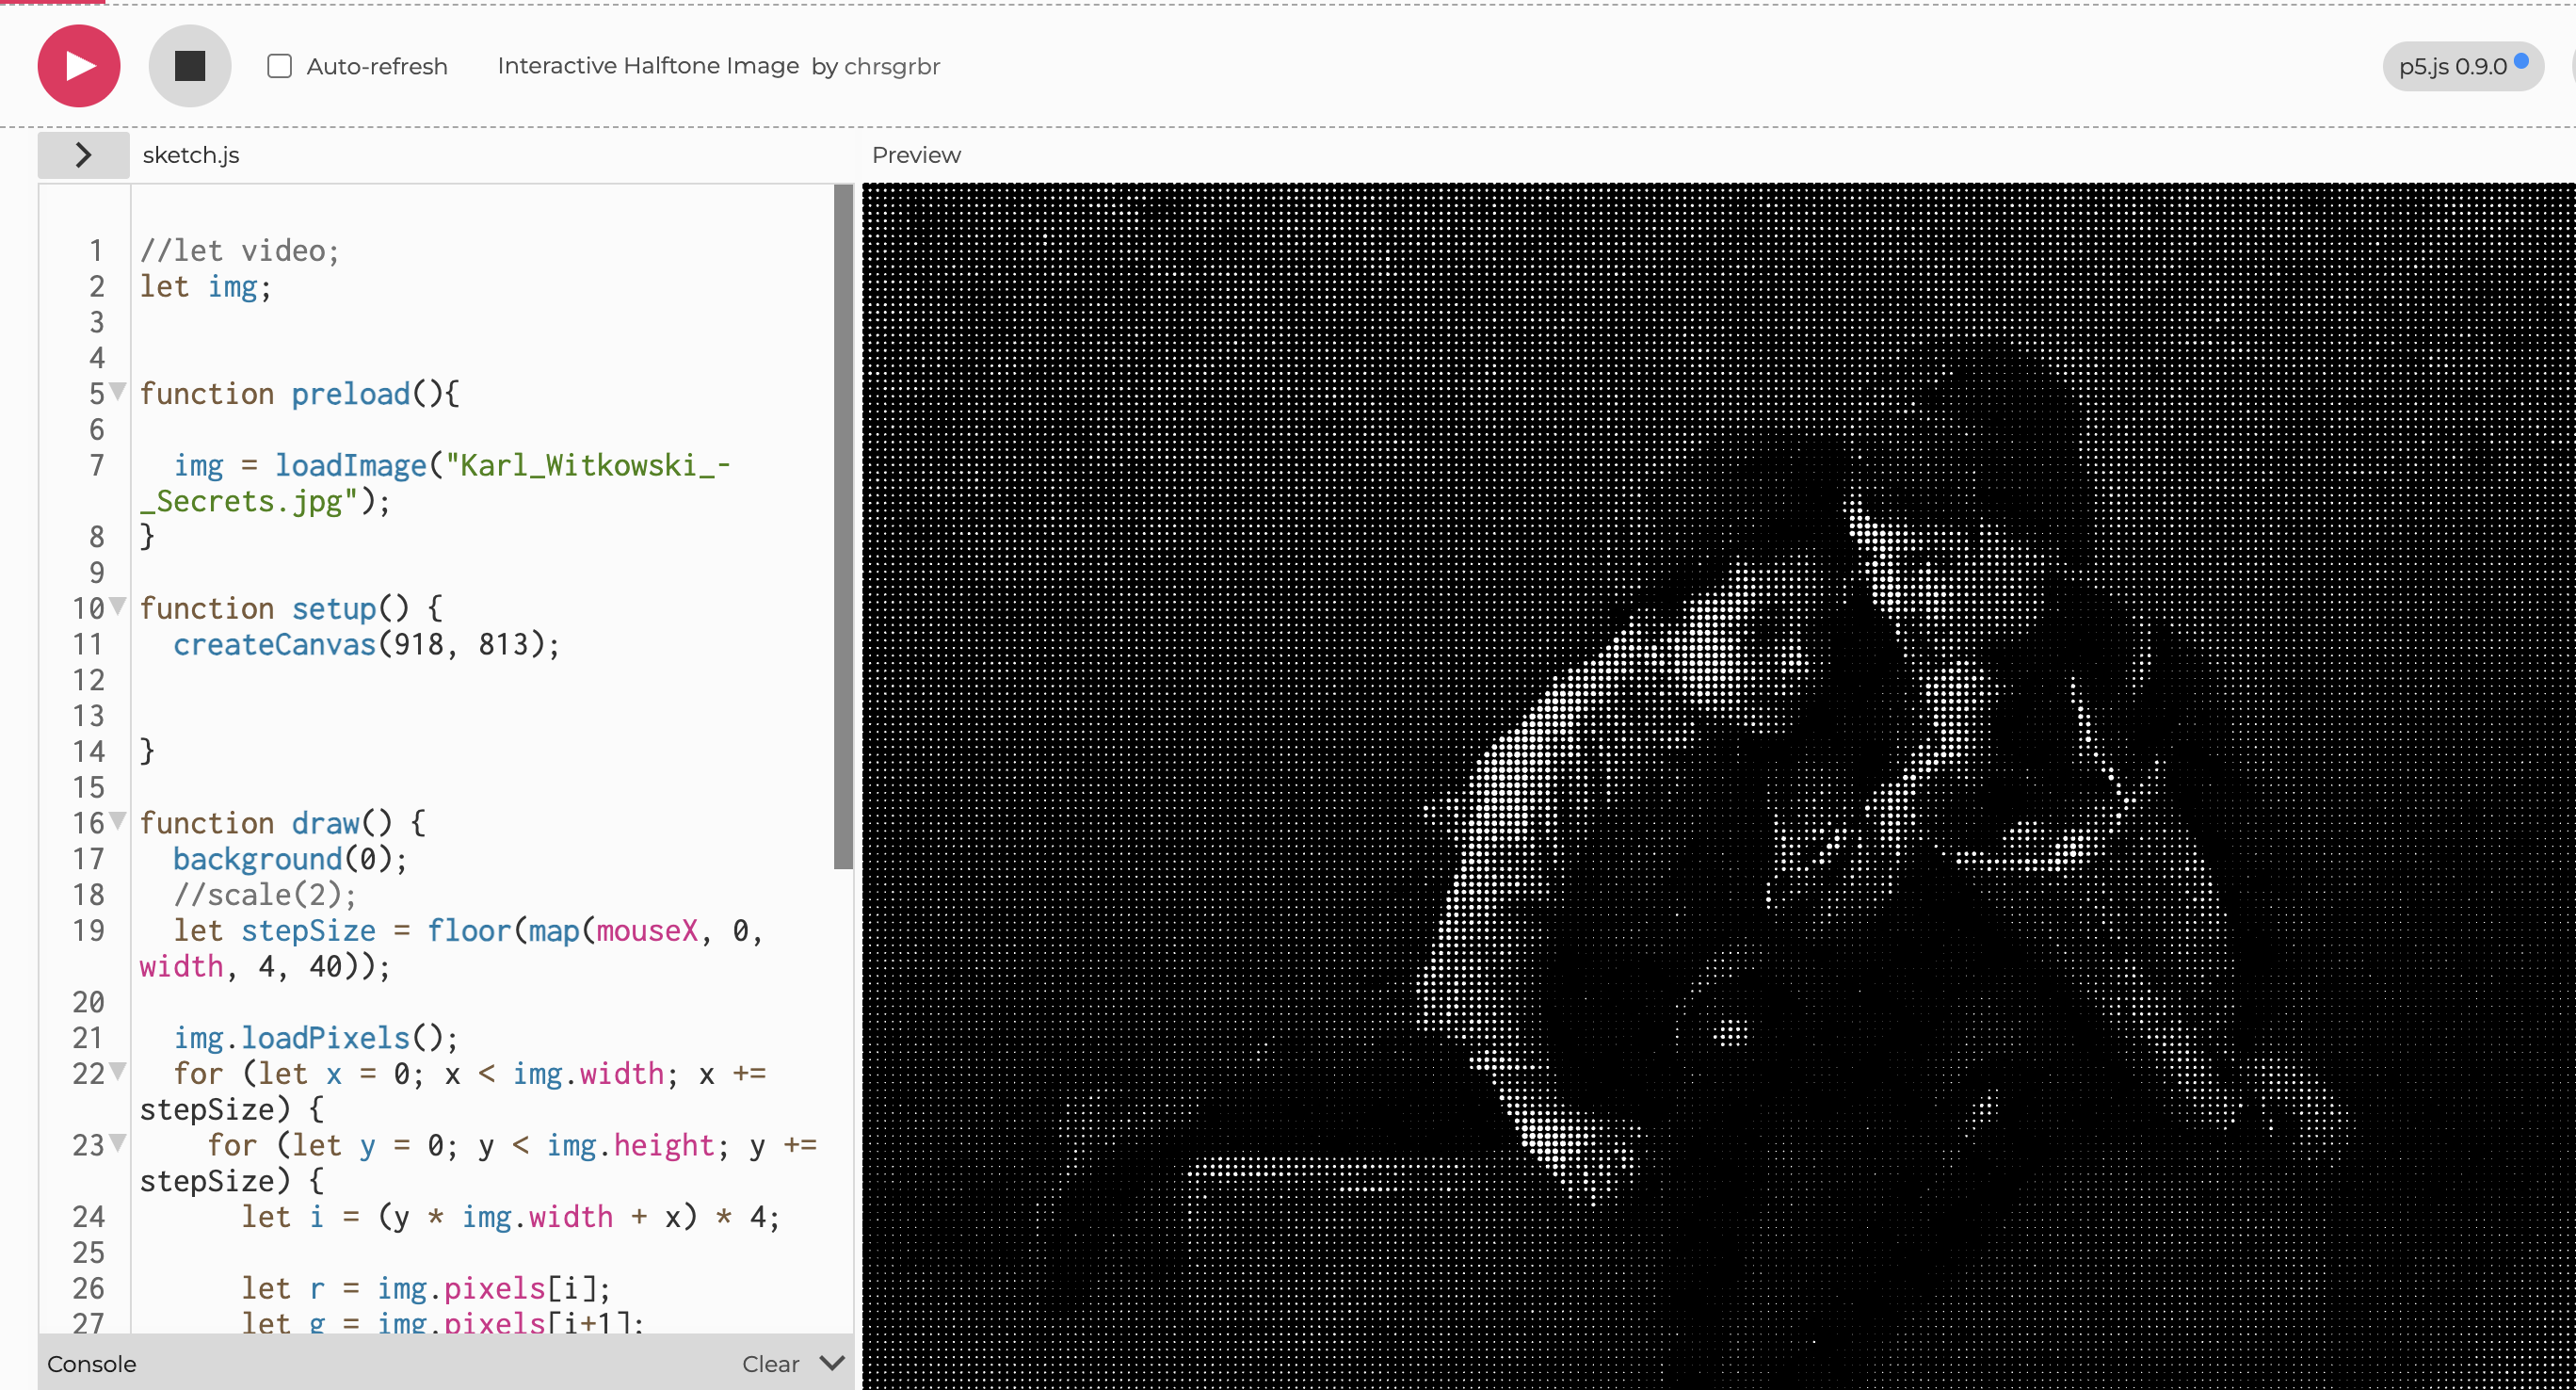 Auto-refresh Interactive Halftone Image by chrsgrbr p5.js 0.9.0
sketch.js Preview
1 //let video;
2 let img;
3
4
5 function preload(){
6
7 img = loadImage("Karl_Witkowski_-
_Secrets.jpg");
8 }
9
10 function setup() {
11 createCanvas(918, 813);
12
13
14 }
15
16 function draw() {
17 background(0);
18 //scale(2);
19 let stepSize = floor(map(mouseX, 0,
width, 4, 40));
20
21 img.loadPixels();
22 for (let x = 0; x < img.width; x +=
stepSize) {
23 for (let y = 0; y < img.height; y +=
stepSize) {
24 let i = (y * img.width + x) * 4;
25
26 let r = img.pixels[i];
27 let g = img.pixels[i+1];
Console Clear